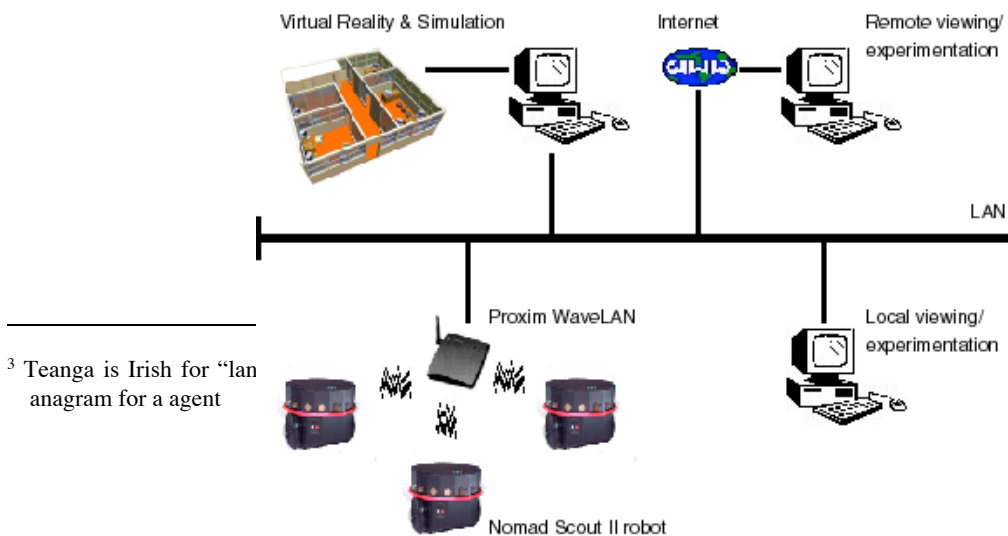 Virtual Reality & Simulation
Internet
Remote viewing/
experimentation
LAN
Proxim WaveLAN
Local viewing/
experimentation
3 Teanga is Irish for “lan
anagram for a agent
Nomad Scout II robot